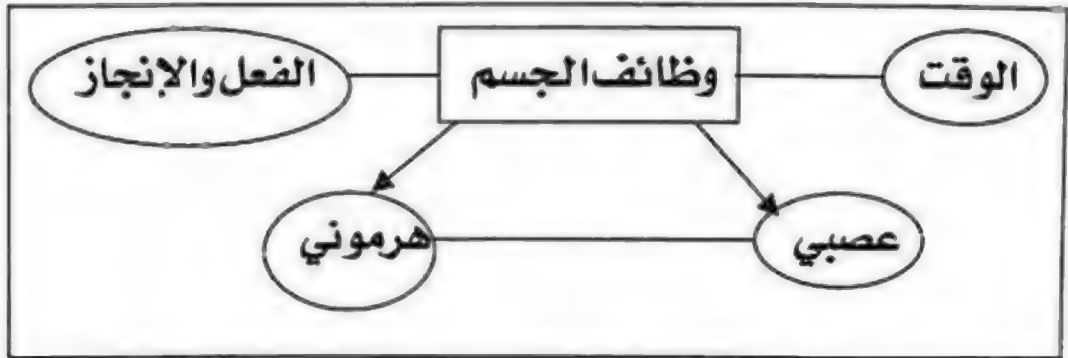 الوقت
وظائف الجسم
الفعل والإنجاز
عصبي
هرموني